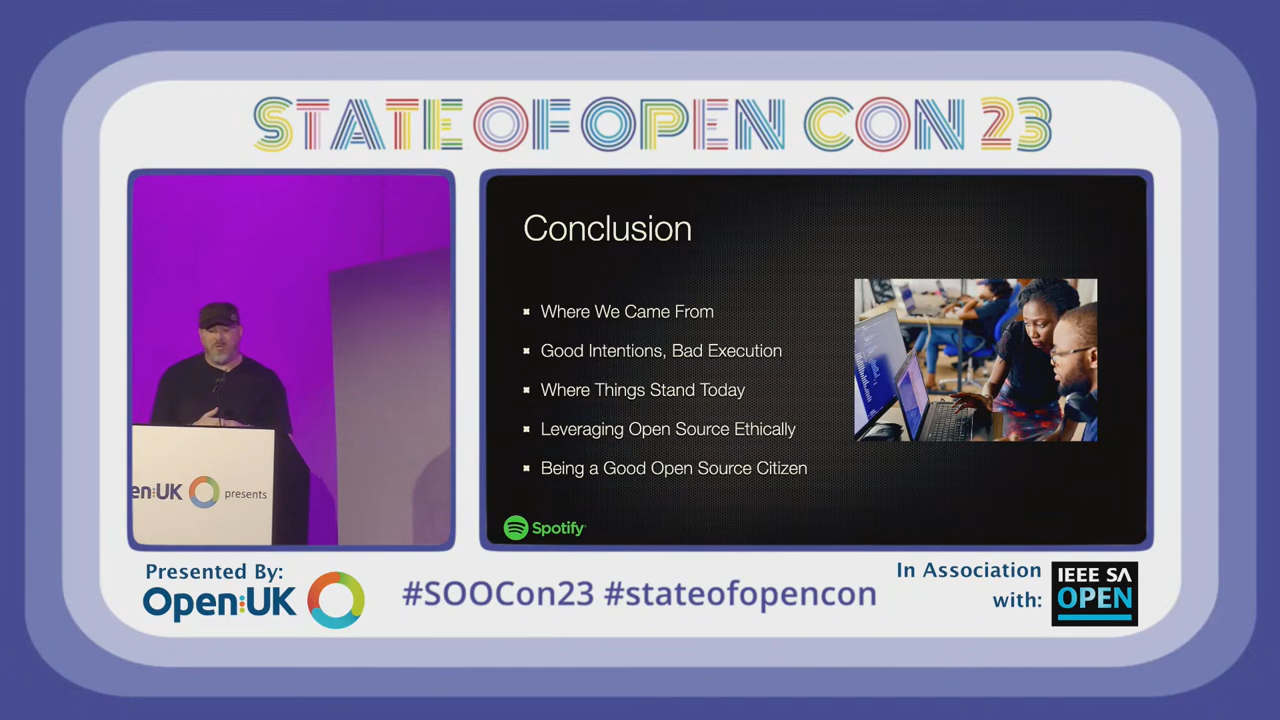 STATE OF OPEN CON 23
Conclusion
Where We Came From
Good Intentions, Bad Execution
Where Things Stand Today
Leveraging Open Source Ethically
Being a Good Open Source Citizen
Spotify
en:UK presents
Presented By:
Open:UK
#SOOCon23 #stateofopencon
In Association
with:
IEEE SA
OPEN